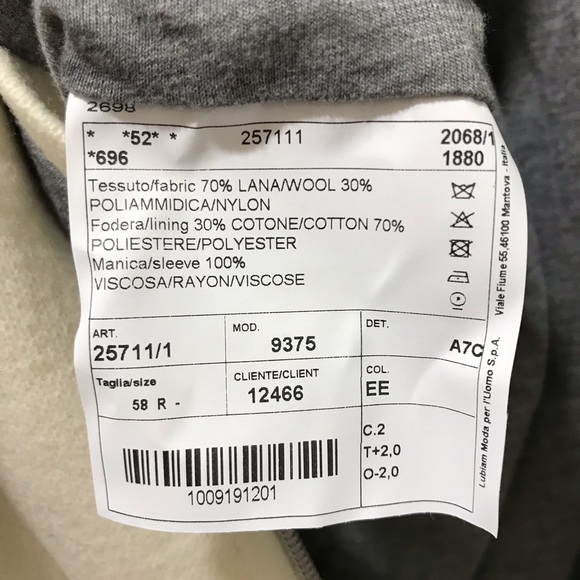 2698
* *52* * 257111 2068/1
*696 1880
Tessuto/fabric 70% LANA/WOOL 30%
POLIAMMIDICA/NYLON
Fodera/lining 30% COTONE/COTTON 70%
POLIESTERE/POLYESTER
Manica/sleeve 100%
VISCOSA/RAYON/VISCOSE
ART. MOD. DET.
25711/1 9375 A7C
Taglia/size CLIENTE/CLIENT COL.
58 R - 12466 EE
C.2
T+2,0
O-2,0
1009191201
Lubiam Moda per l'Uomo S.p.A. Viale Fiume 55,46100 Mantova - Italia